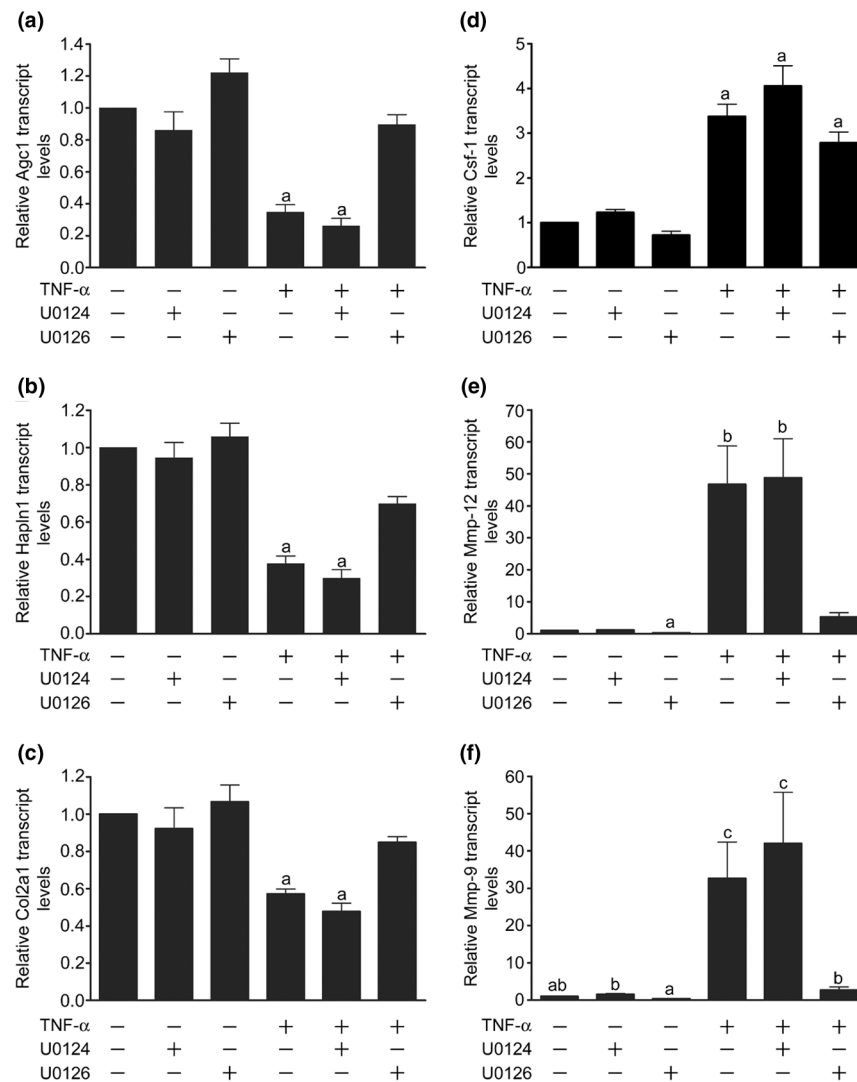 (a)
Relative Agc1 transcript
levels
1.4
1.2
1.0
0.8
0.6
0.4
0.2
0.0
a
a
TNF-α – – – + + +
U0124 – + – – + –
U0126 – – + – – +
(b)
Relative Hapln1 transcript
levels
1.2
1.0
0.8
0.6
0.4
0.2
0.0
a
a
TNF-α – – – + + +
U0124 – + – – + –
U0126 – – + – – +
(c)
Relative Col2a1 transcript
levels
1.2
1.0
0.8
0.6
0.4
0.2
0.0
a
a
TNF-α – – – + + +
U0124 – + – – + –
U0126 – – + – – +
(d)
Relative Csf-1 transcript
levels
5
4
3
2
1
0
a
a
a
TNF-α – – – + + +
U0124 – + – – + –
U0126 – – + – – +
(e)
Relative Mmp-12 transcript
levels
70
60
50
40
30
20
10
0
a
b
b
TNF-α – – – + + +
U0124 – + – – + –
U0126 – – + – – +
(f)
Relative Mmp-9 transcript
levels
60
50
40
30
20
10
0
ab
b
a
c
c
b
TNF-α – – – + + +
U0124 – + – – + –
U0126 – – + – – +